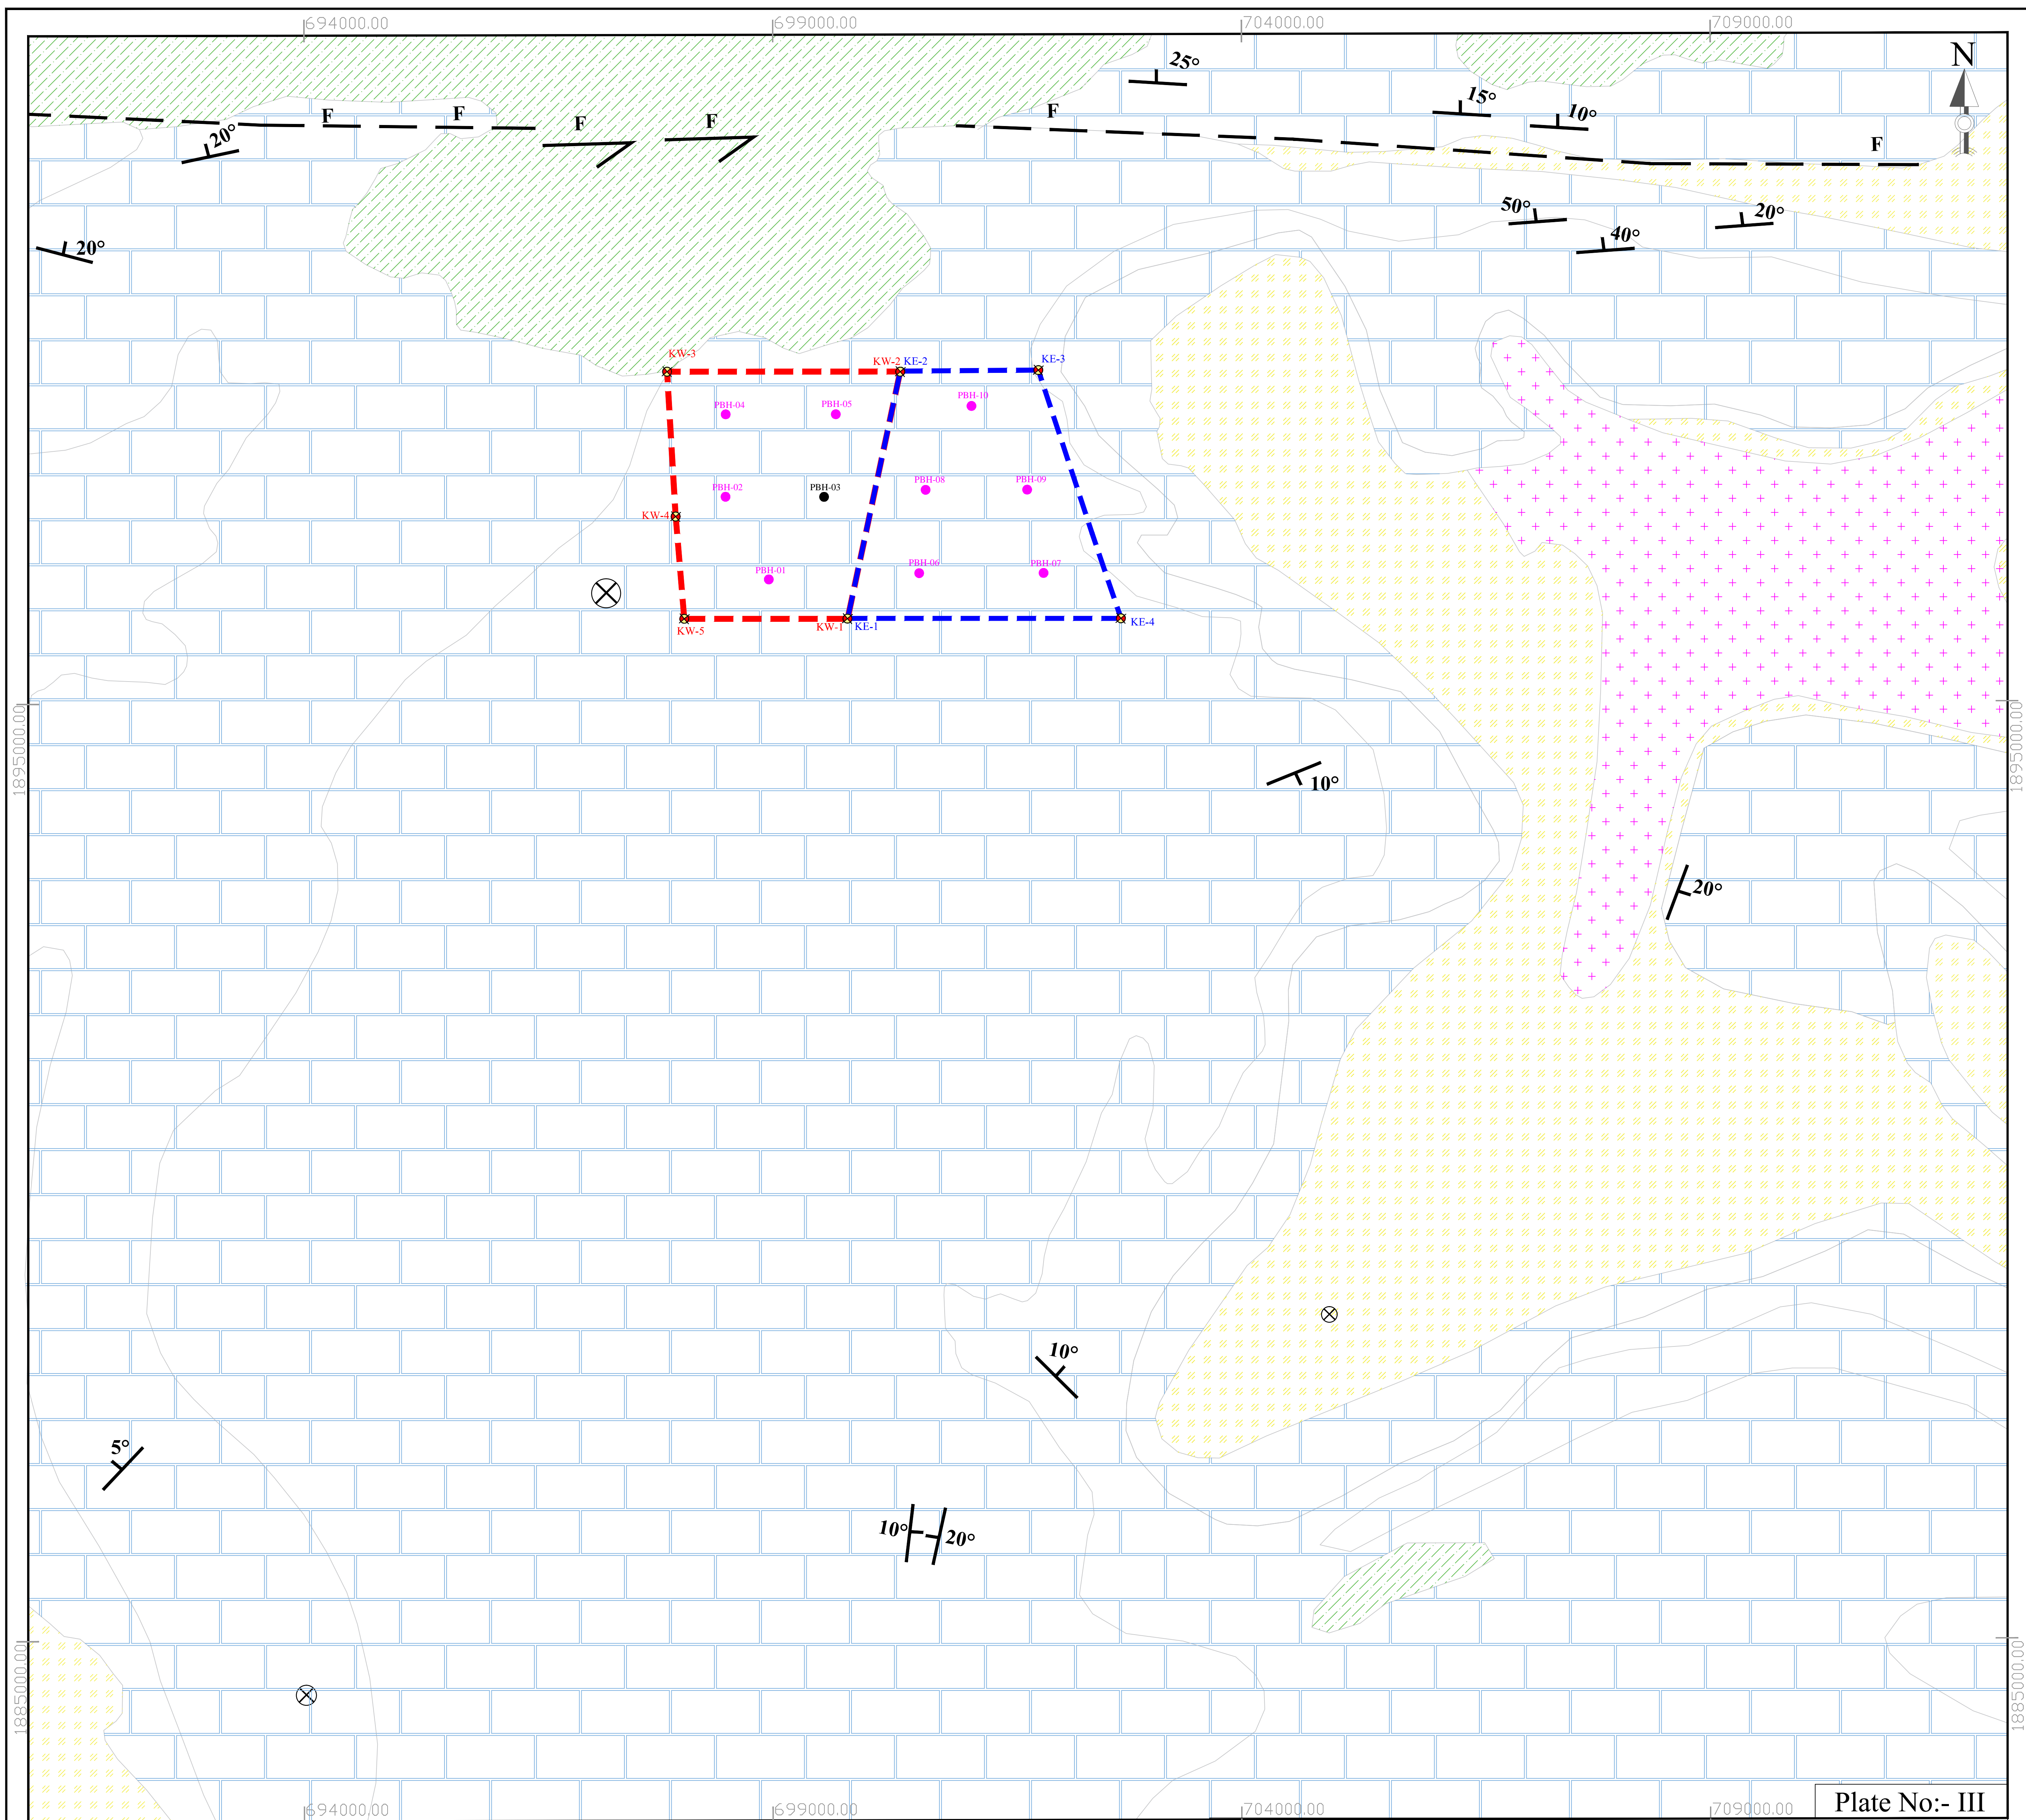 694000.00 699000.00 704000.00 709000.00
N
25°
15°
10°
F F F F F F
20°
50° 20°
40°
20°
KW-3 KW-2 KE-2 KE-3
PBH-04 PBH-05 PBH-10
PBH-02 PBH-03 PBH-08 PBH-09
KW-4
PBH-01 PBH-06 PBH-07
KW-5 KW-1 KE-1 KE-4
1895000.00 1895000.00
10°
20°
10°
5°
10° 20°
1885000.00 1885000.00
694000.00 699000.00 704000.00 709000.00
Plate No:- III